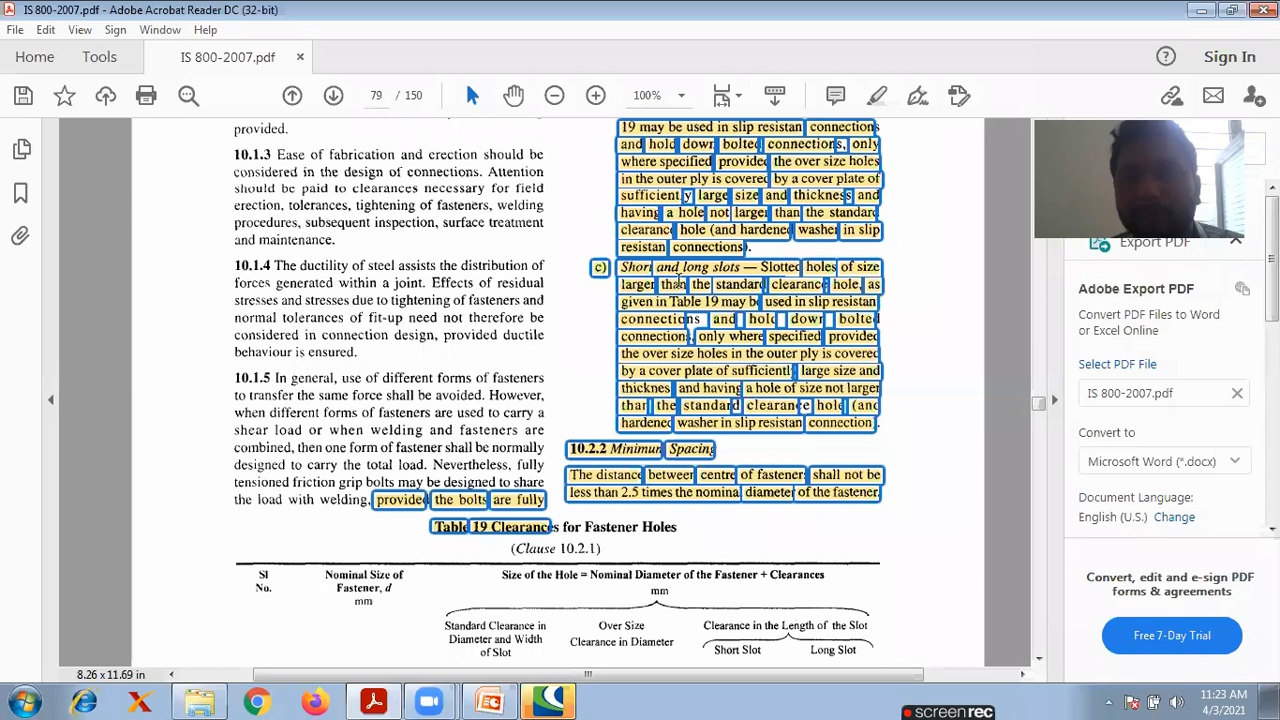 IS 800-2007.pdf - Adobe Acrobat Reader DC (32-bit)
File Edit View Sign Window Help
Home Tools IS 800-2007.pdf × Sign In
79 / 150 100%
provided.
10.1.3 Ease of fabrication and erection should be
considered in the design of connections. Attention
should be paid to clearances necessary for field
erection, tolerances, tightening of fasteners, welding
procedures, subsequent inspection, surface treatment
and maintenance.
10.1.4 The ductility of steel assists the distribution of
forces generated within a joint. Effects of residual
stresses and stresses due to tightening of fasteners and
normal tolerances of fit-up need not therefore be
considered in connection design, provided ductile
behaviour is ensured.
10.1.5 In general, use of different forms of fasteners
to transfer the same force shall be avoided. However,
when different forms of fasteners are used to carry a
shear load or when welding and fasteners are
combined, then one form of fastener shall be normally
designed to carry the total load. Nevertheless, fully
tensioned friction grip bolts may be designed to share
the load with welding, provided the bolts are fully
19 may be used in slip resistant connections
and hold down bolted connections, only
where specified provided the over size holes
in the outer ply is covered by a cover plate of
sufficient y large size and thickness and
having a hole not larger than the standard
clearance hole (and hardened washer in slip
resistant connections).
c) Short and long slots — Slotted holes of size
larger than the standard clearance hole, as
given in Table 19 may be used in slip resistant
connections and hold down bolted
connections, only where specified provided
the over size holes in the outer ply is covered
by a cover plate of sufficiently large size and
thickness and having a hole of size not larger
than the standard clearance hole (and
hardened washer in slip resistant connection).
10.2.2 Minimum Spacing
The distance between centre of fasteners shall not be
less than 2.5 times the nominal diameter of the fastener.
Table 19 Clearances for Fastener Holes
(Clause 10.2.1)
Sl No. Nominal Size of Fastener, d mm Size of the Hole = Nominal Diameter of the Fastener + Clearances mm
Standard Clearance in Diameter and Width of Slot Over Size Clearance in Diameter Clearance in the Length of the Slot
Short Slot Long Slot
8.26 x 11.69 in
Export PDF
Adobe Export PDF
Convert PDF Files to Word
or Excel Online
Select PDF File
IS 800-2007.pdf ×
Convert to
Microsoft Word (*.docx)
Document Language:
English (U.S.) Change
Convert, edit and e-sign PDF
forms & agreements
Free 7-Day Trial
11:23 AM
4/3/2021
screenrec